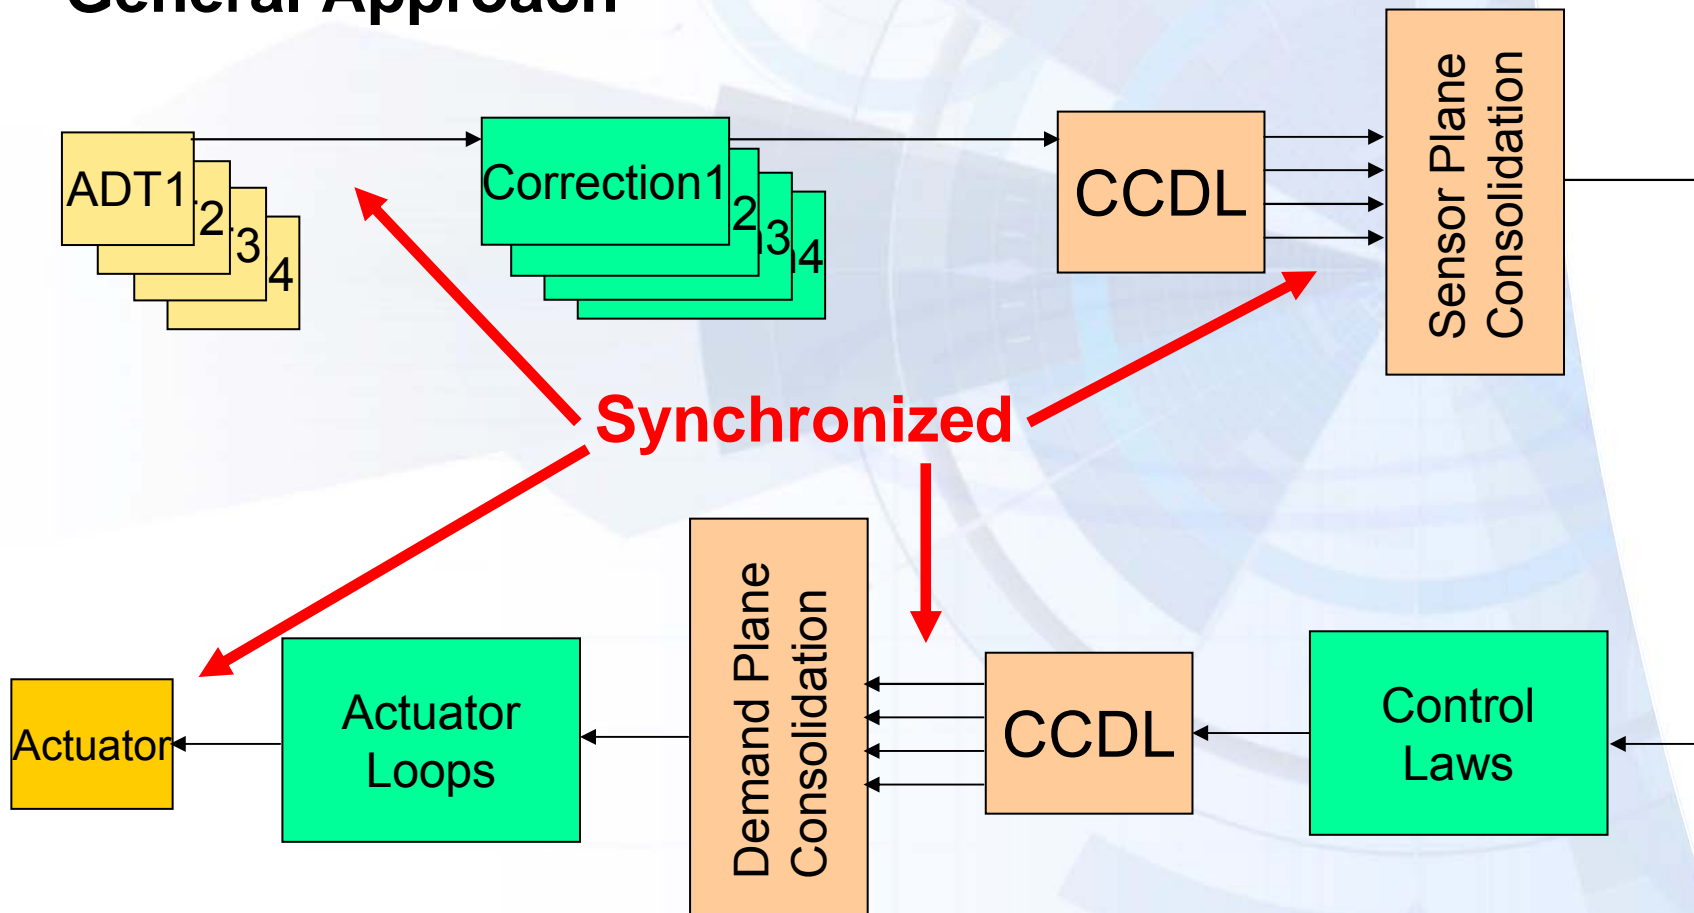 General Approach
ADT1
2
3
4
Correction1
2
3
4
CCDL
Sensor Plane
Consolidation
Synchronized
Actuator
Actuator
Loops
Demand Plane
Consolidation
CCDL
Control
Laws